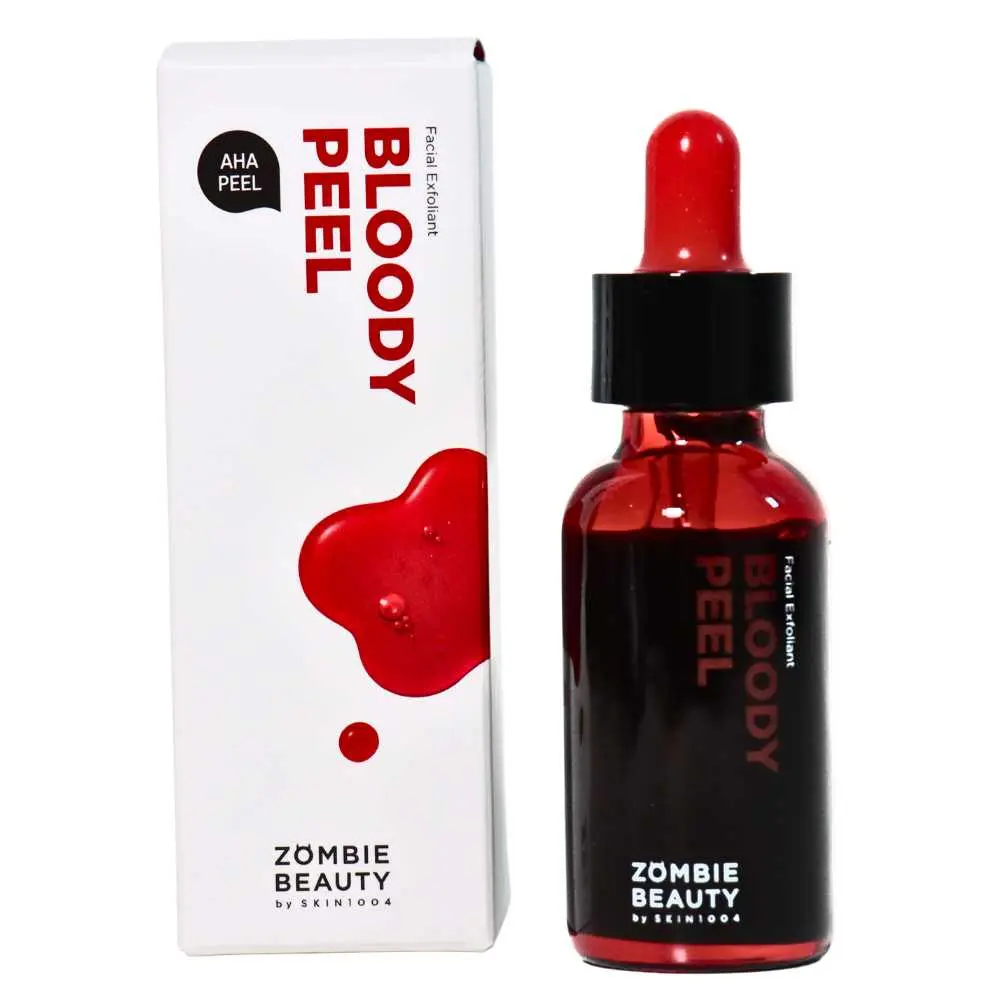 AHA
PEEL
Facial Exfoliant
BLOODY
PEEL
ZOMBIE
BEAUTY
by SKIN1004
Facial Exfoliant
BLOODY
PEEL
ZOMBIE
BEAUTY
by SKIN1004